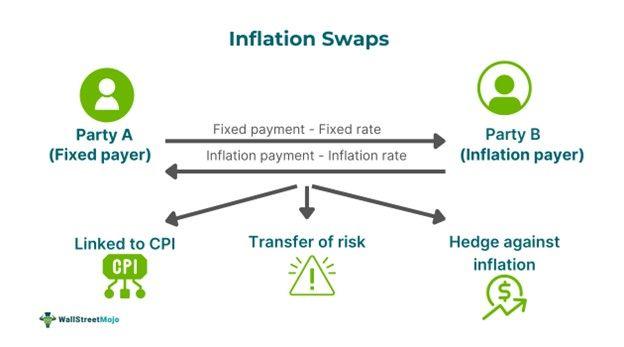 Inflation Swaps
Party A
(Fixed payer)
Fixed payment - Fixed rate
Inflation payment - Inflation rate
Party B
(Inflation payer)
Linked to CPI
CPI
Transfer of risk
Hedge against
inflation
$
WallStreetMojo